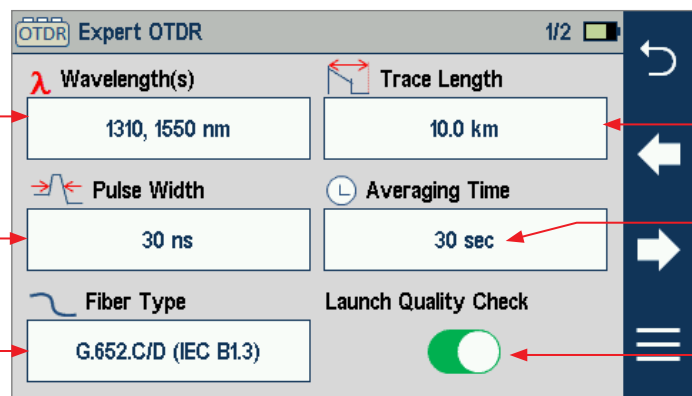 OTDR Expert OTDR 1/2
λ Wavelength(s) Trace Length
1310, 1550 nm 10.0 km
Pulse Width Averaging Time
30 ns 30 sec
Fiber Type Launch Quality Check
G.652.C/D (IEC B1.3)